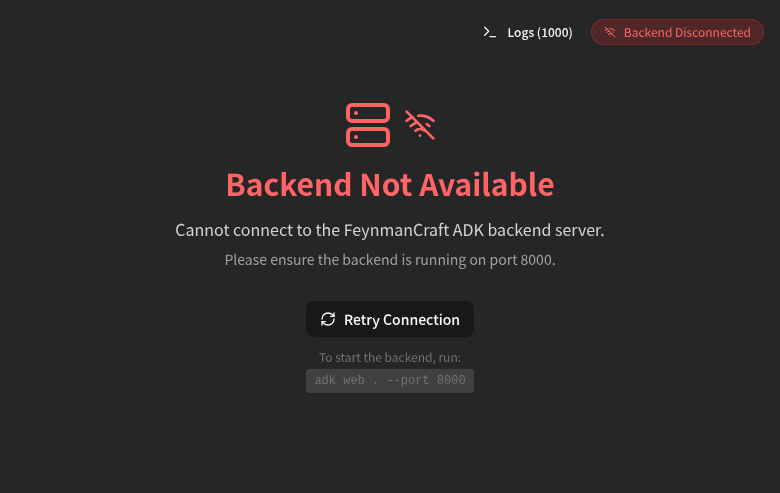 Logs (1000)
Backend Disconnected
Backend Not Available
Cannot connect to the FeynmanCraft ADK backend server.
Please ensure the backend is running on port 8000.
Retry Connection
To start the backend, run:
adk web . --port 8000